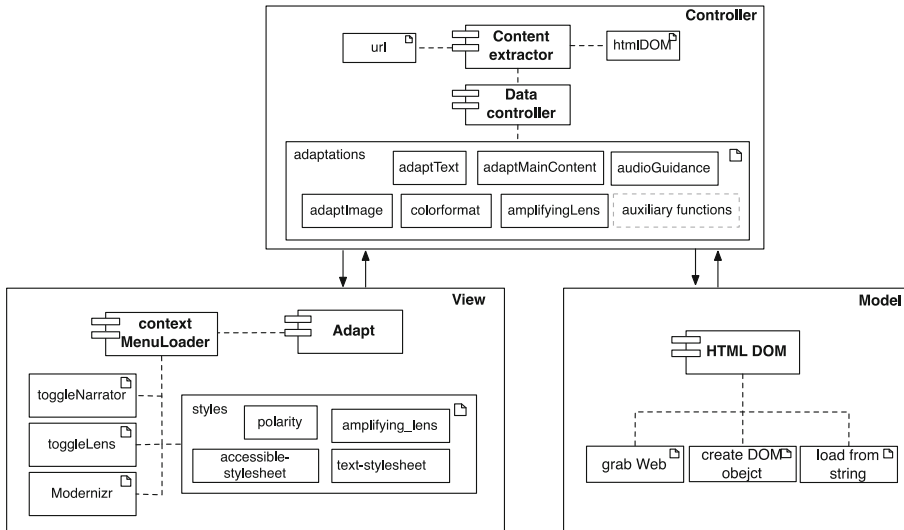 Controller
url
Content
extractor
htmlDOM
Data
controller
adaptations
adaptText
adaptMainContent
audioGuidance
adaptImage
colorformat
amplifyingLens
auxiliary functions
View
context
MenuLoader
Adapt
toggleNarrator
toggleLens
Modernizr
styles
polarity
amplifying_lens
accessible-
stylesheet
text-stylesheet
Model
HTML DOM
grab Web
create DOM
obejct
load from
string